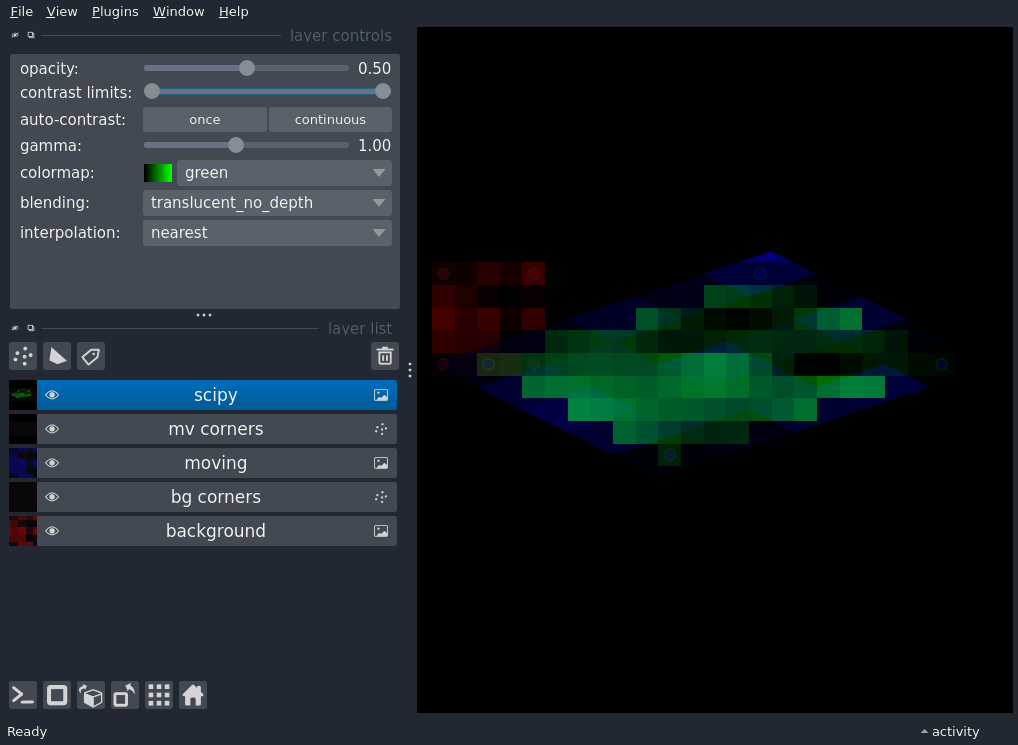 File View Plugins Window Help
layer controls
opacity: 0.50
contrast limits:
auto-contrast: once continuous
gamma: 1.00
colormap: green
blending: translucent_no_depth
interpolation: nearest
layer list
scipy
mv corners
moving
bg corners
background
Ready activity